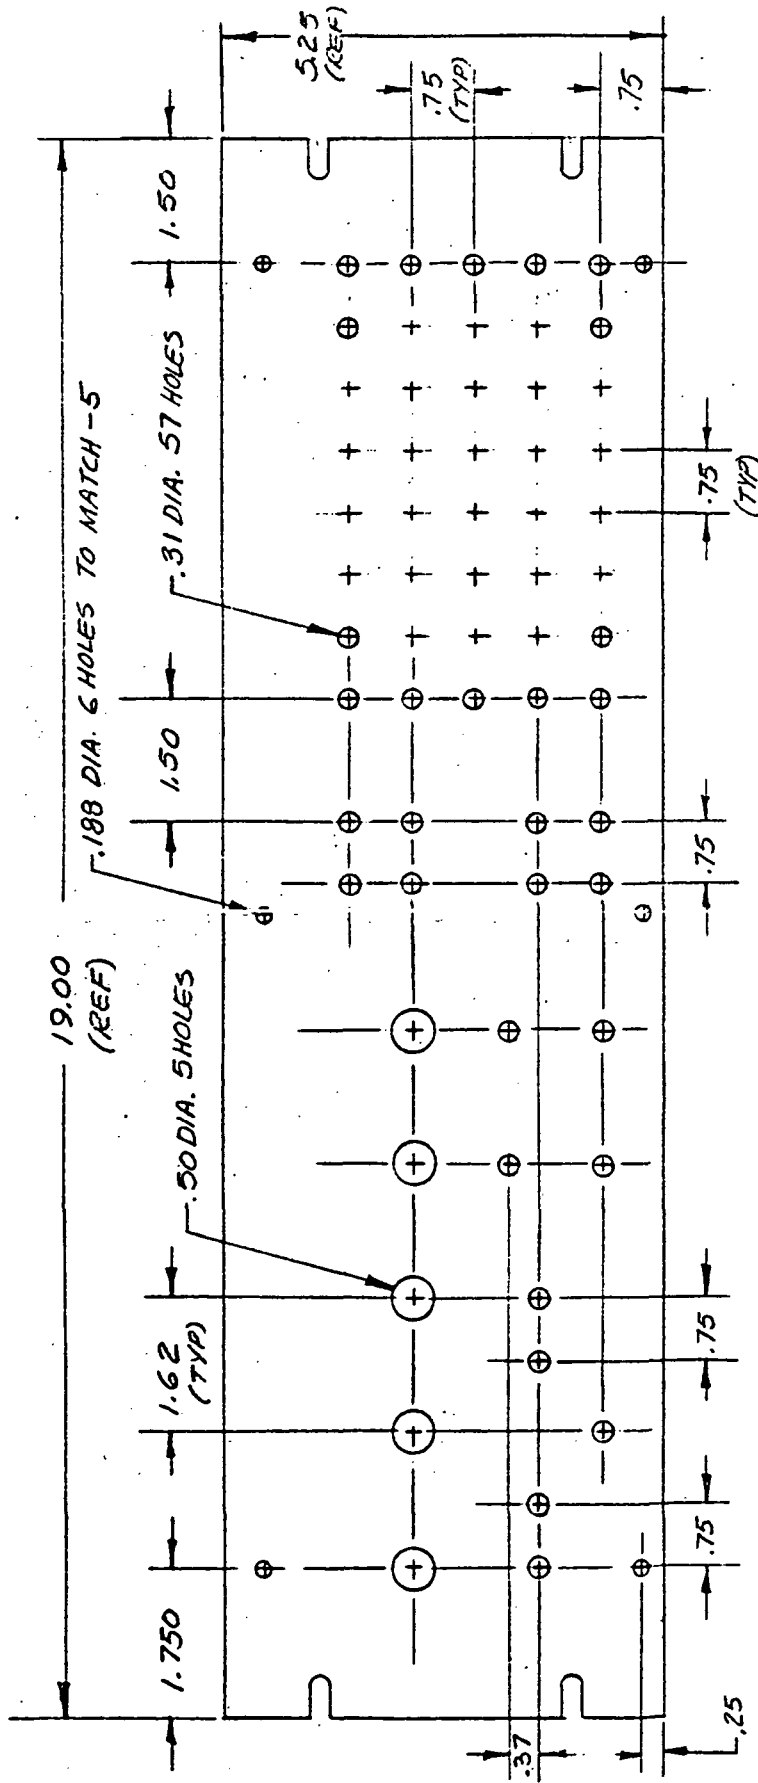 19.00
(REF)
.188 DIA. 6 HOLES TO MATCH -5
.50 DIA. 5 HOLES
.31 DIA. 57 HOLES
1.750
1.62
(TYP)
1.50
1.50
5.25
(REF)
.75
(TYP)
.75
.37
.25
.75
.75
.75
.75
(TYP)